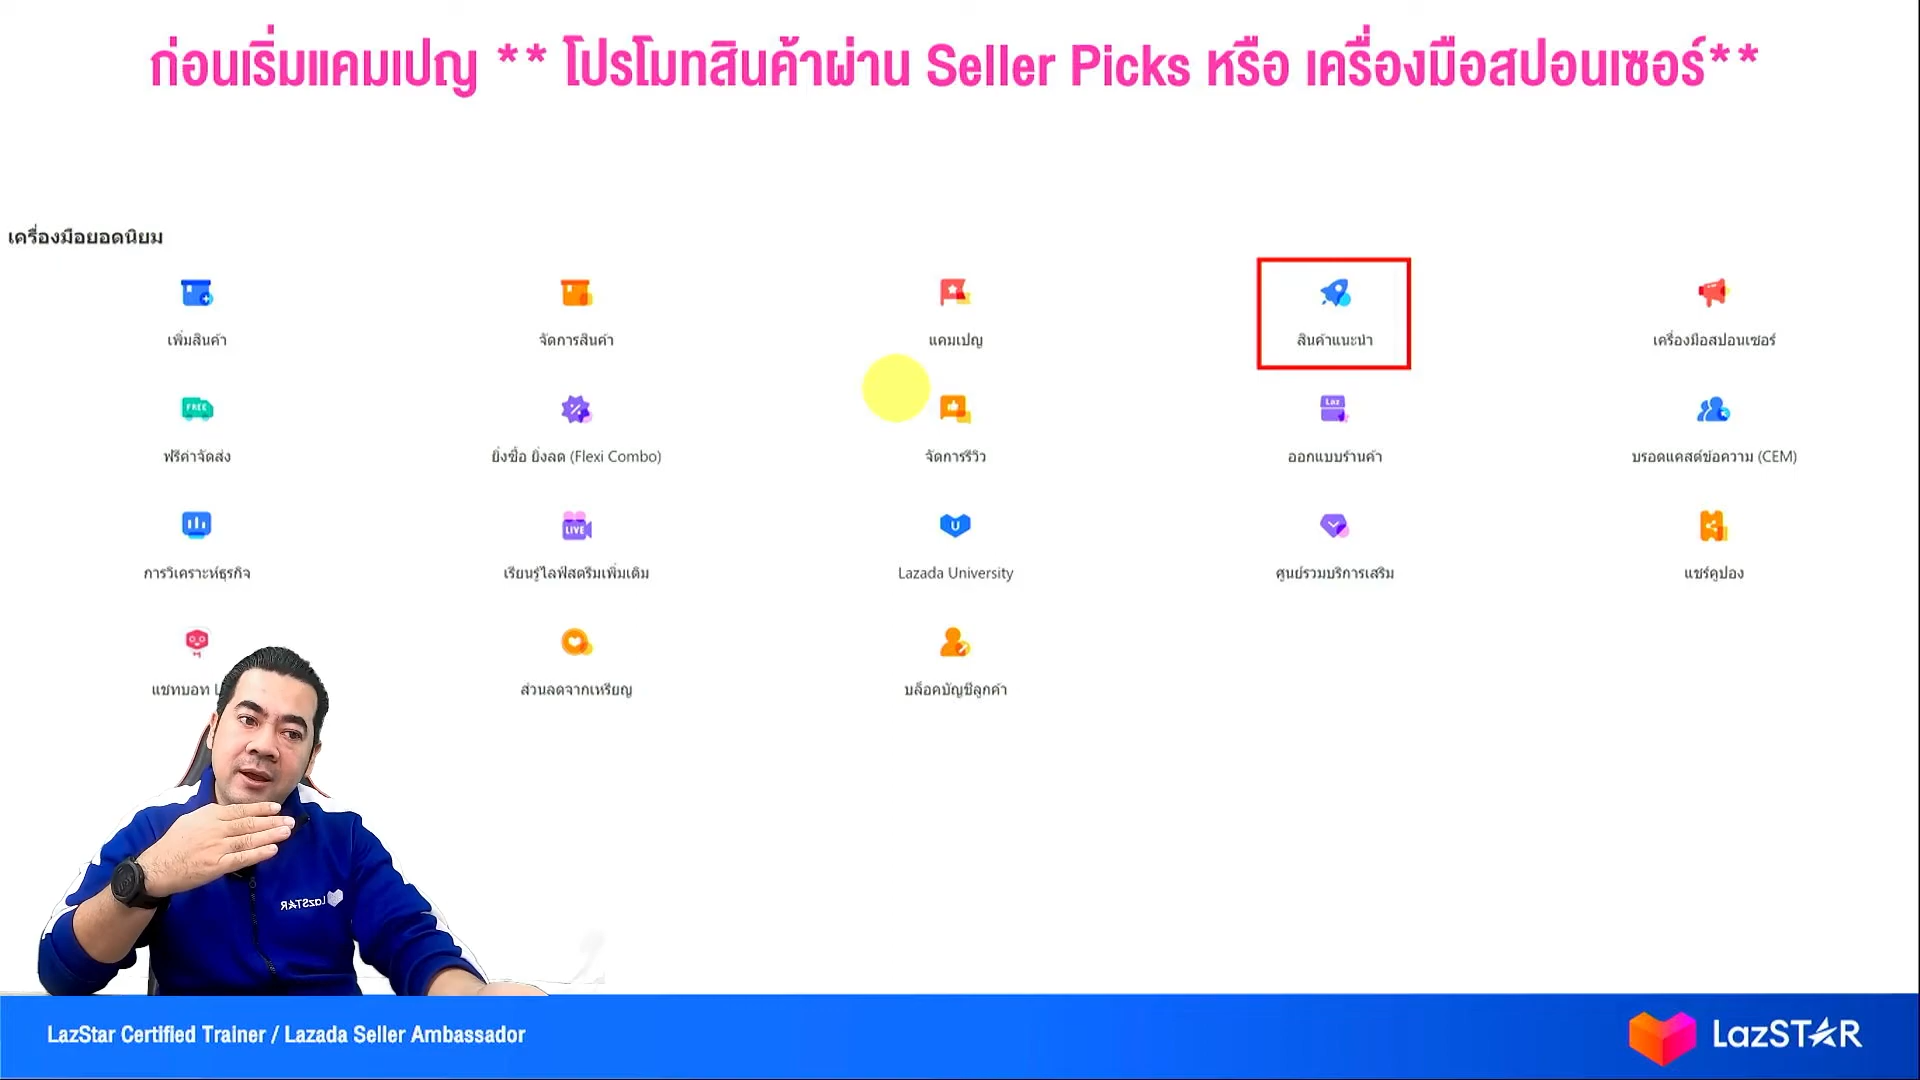 ก่อนเริ่มแคมเปญ ** โปรโมทสินค้าผ่าน Seller Picks หรือ เครื่องมือสปอนเซอร์**
เครื่องมือยอดนิยม
เพิ่มสินค้า
จัดการสินค้า
แคมเปญ
สินค้าแนะนำ
เครื่องมือสปอนเซอร์
FREE
Laz
ฟรีค่าจัดส่ง
ยิ่งซื้อ ยิ่งลด (Flexi Combo)
จัดการรีวิว
ออกแบบร้านค้า
บรอดแคสต์ข้อความ (CEM)
LIVE
U
การวิเคราะห์ธุรกิจ
เรียนรู้ไลฟ์สตรีมเพิ่มเติม
Lazada University
ศูนย์รวมบริการเสริม
แชร์คูปอง
แชทบอท L
ส่วนลดจากเหรียญ
บล็อคบัญชีลูกค้า
LazSTAR
LazStar Certified Trainer / Lazada Seller Ambassador
LazSTAR